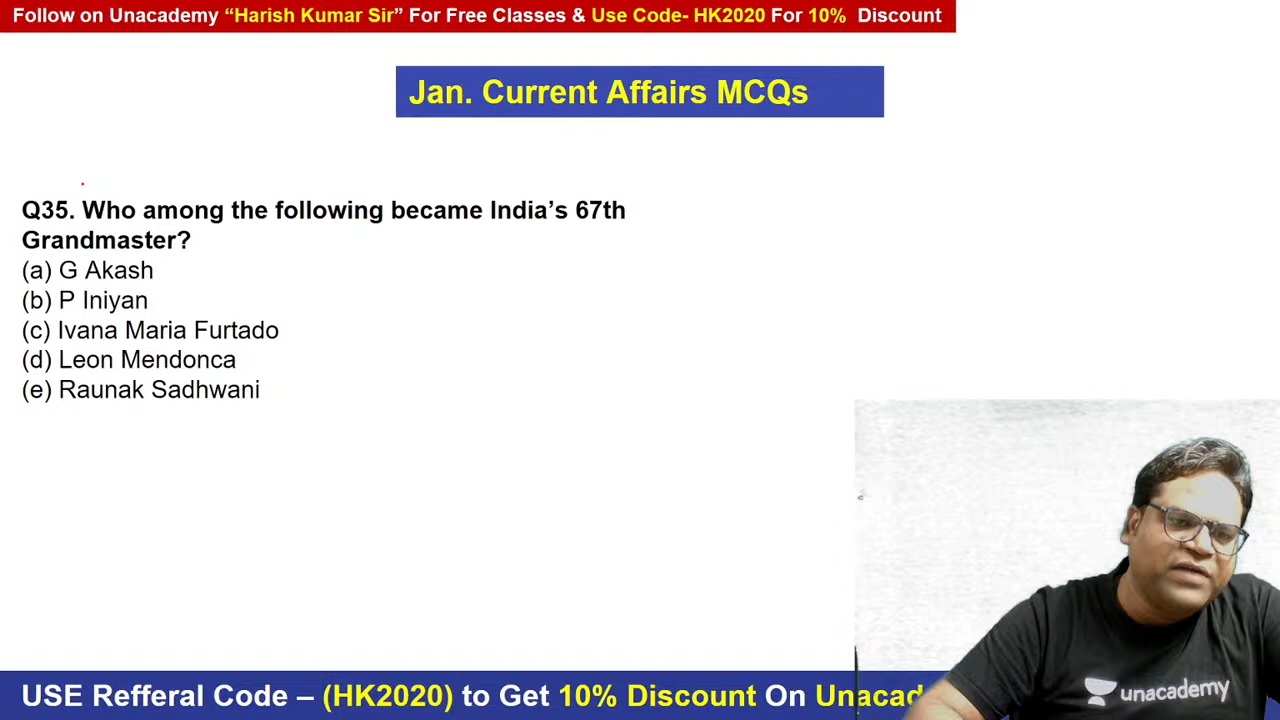 Follow on Unacademy “Harish Kumar Sir” For Free Classes & Use Code- HK2020 For 10% Discount
Jan. Current Affairs MCQs
Q35. Who among the following became India’s 67th
Grandmaster?
(a) G Akash
(b) P Iniyan
(c) Ivana Maria Furtado
(d) Leon Mendonca
(e) Raunak Sadhwani
unacademy
USE Refferal Code – (HK2020) to Get 10% Discount On